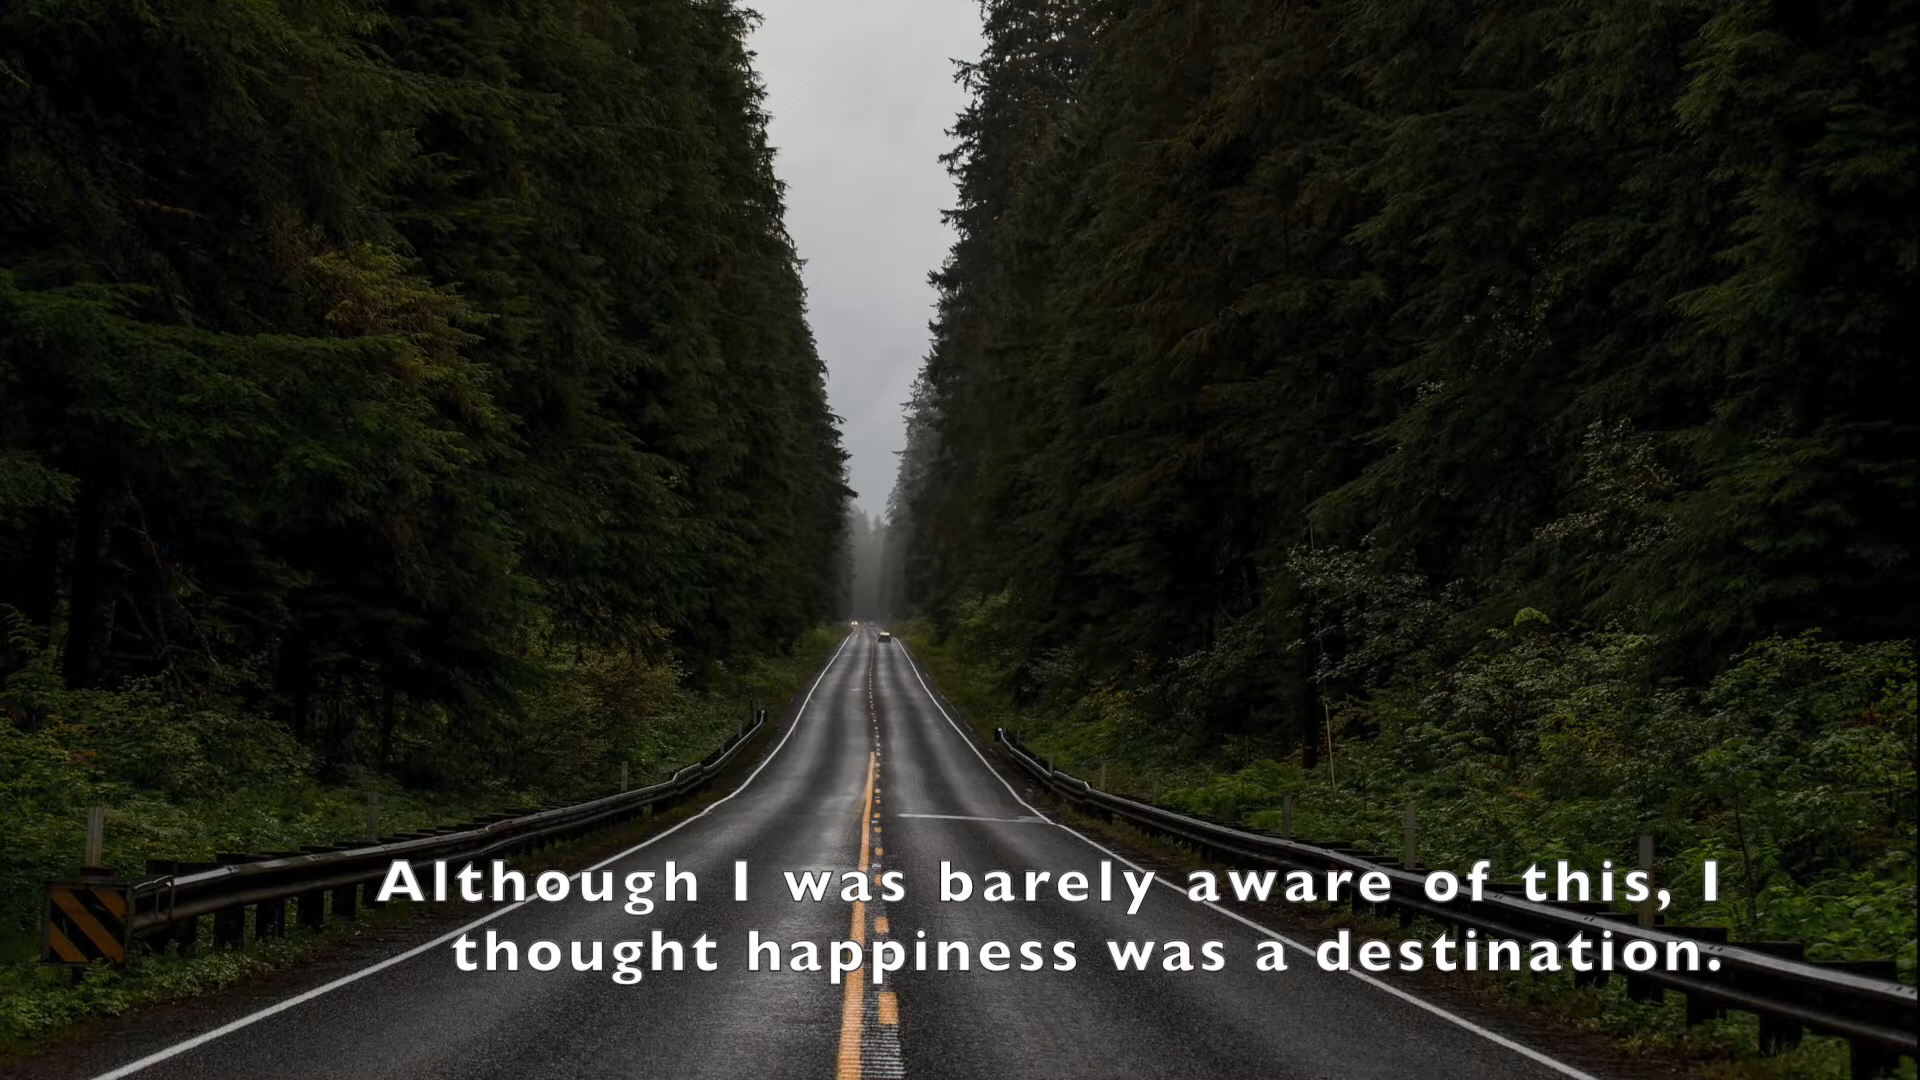 Although I was barely aware of this, I
thought happiness was a destination.